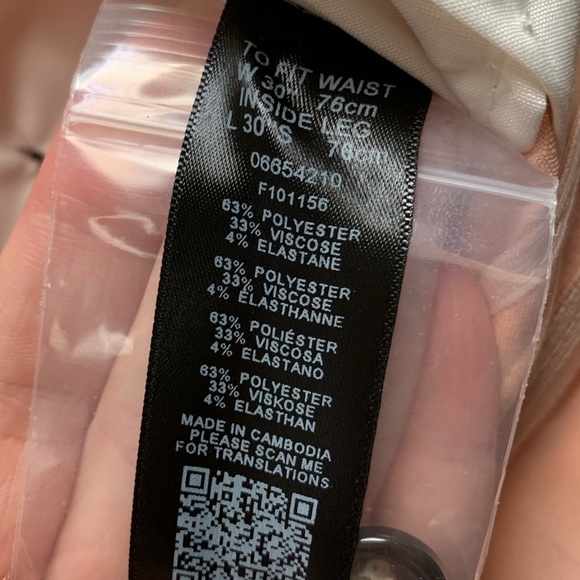 TO FIT WAIST
W 30" 76cm
INSIDE LEG
L 30"S 76cm
06654210
F101156
63% POLYESTER
33% VISCOSE
4% ELASTANE
63% POLYESTER
33% VISCOSE
4% ELASTHANNE
63% POLIÉSTER
33% VISCOSA
4% ELASTANO
63% POLYESTER
33% VISKOSE
4% ELASTHAN
MADE IN CAMBODIA
PLEASE SCAN ME
FOR TRANSLATIONS